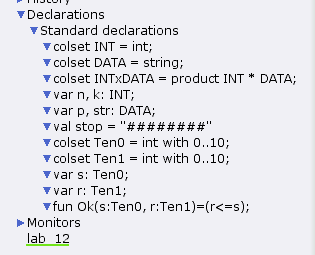 History
Declarations
Standard declarations
colset INT = int;
colset DATA = string;
colset INTxDATA = product INT * DATA;
var n, k: INT;
var p, str: DATA;
val stop = "########"
colset Ten0 = int with 0..10;
colset Ten1 = int with 0..10;
var s: Ten0;
var r: Ten1;
fun Ok(s:Ten0, r:Ten1)=(r<=s);
Monitors
lab_12